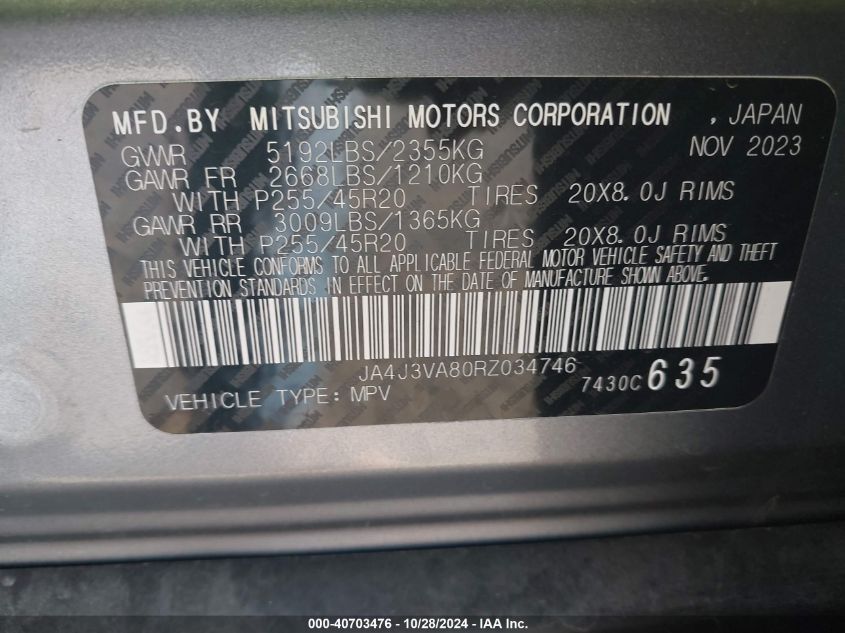 MFD.BY MITSUBISHI MOTORS CORPORATION , JAPAN
GVWR 5192LBS/2355KG NOV 2023
GAWR FR 2668LBS/1210KG
WITH P255/45R20 TIRES 20X8.0J RIMS
GAWR RR 3009LBS/1365KG
WITH P255/45R20 TIRES 20X8.0J RIMS
THIS VEHICLE CONFORMS TO ALL APPLICABLE FEDERAL MOTOR VEHICLE SAFETY AND THEFT
PREVENTION STANDARDS IN EFFECT ON THE DATE OF MANUFACTURE SHOWN ABOVE.
JA4J3VA80RZ034746
7430C 635
VEHICLE TYPE: MPV
000-40703476 | 10/28/2024 - IAA Inc.